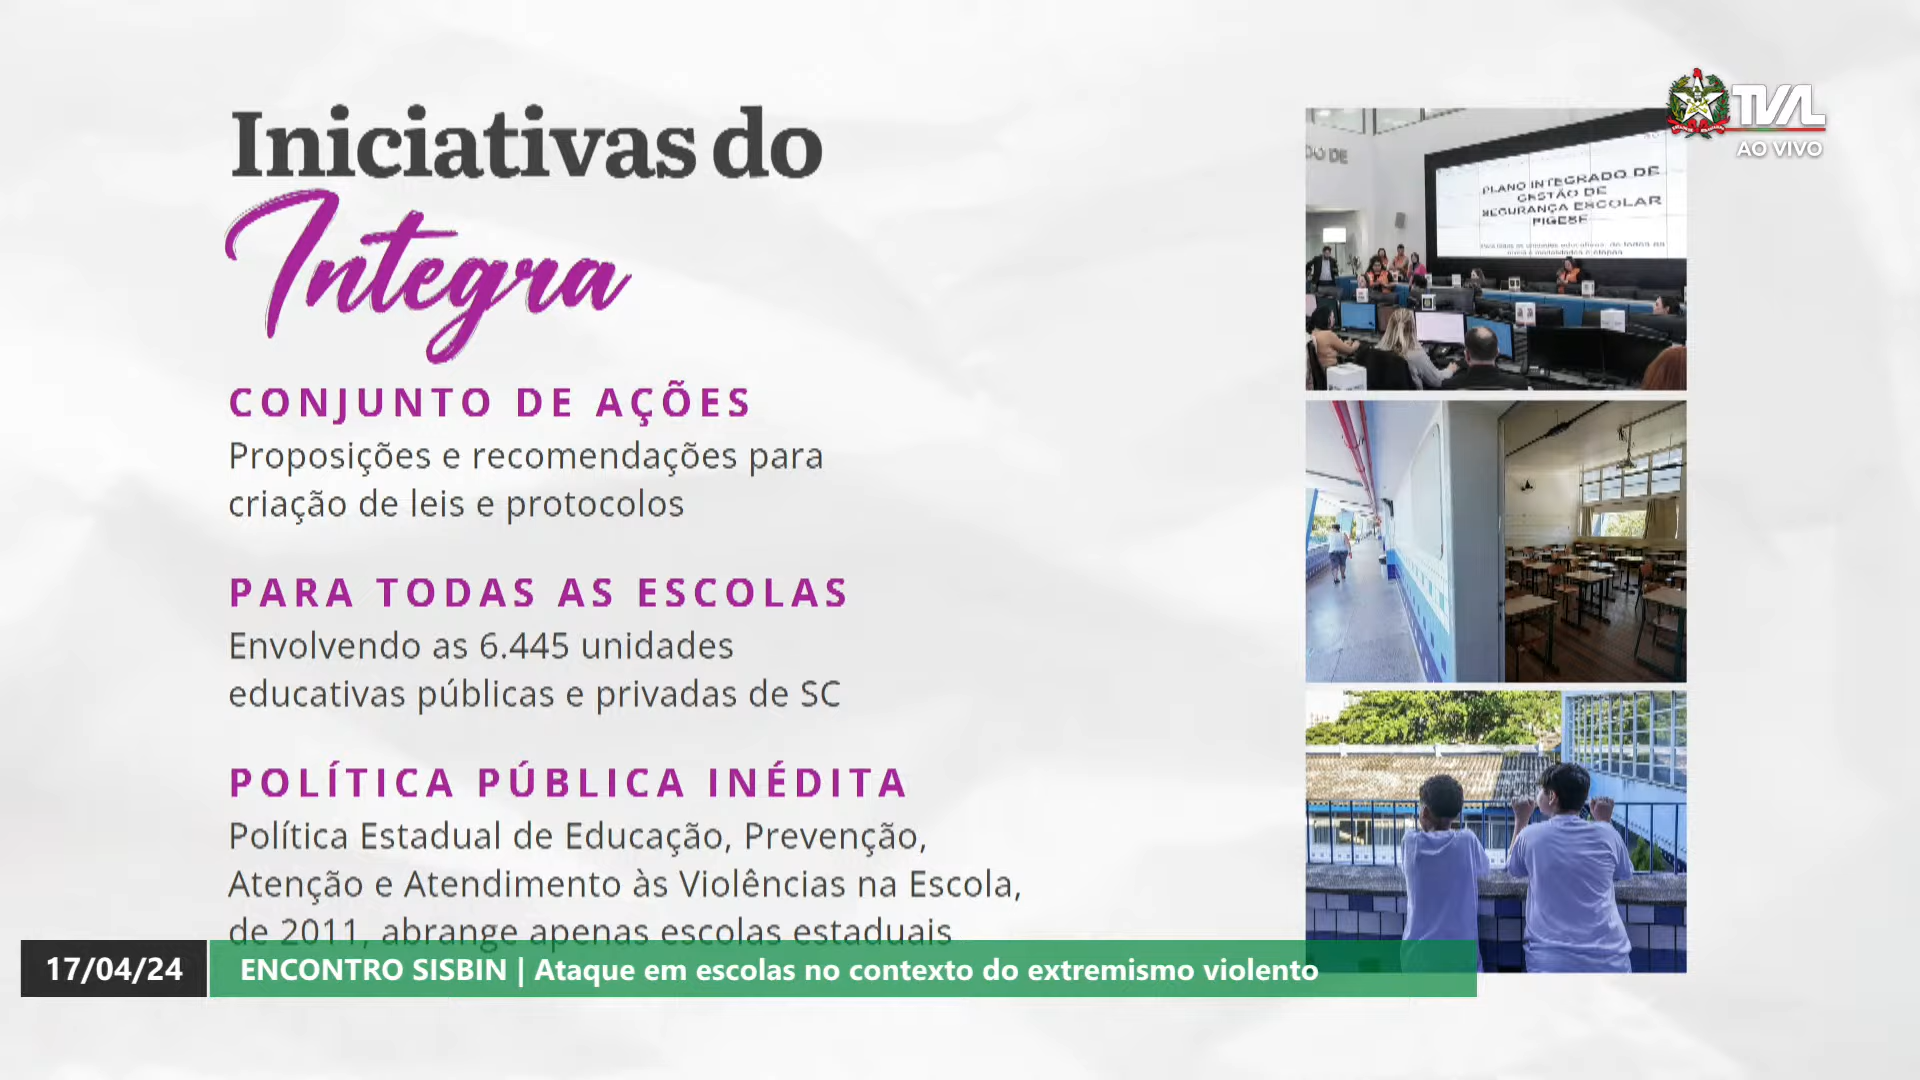 Iniciativas do
Integra
CONJUNTO DE AÇÕES
Proposições e recomendações para
criação de leis e protocolos
PARA TODAS AS ESCOLAS
Envolvendo as 6.445 unidades
educativas públicas e privadas de SC
POLÍTICA PÚBLICA INÉDITA
Política Estadual de Educação, Prevenção,
Atenção e Atendimento às Violências na Escola,
de 2011, abrange apenas escolas estaduais
TVAL
AO VIVO
DO DE
PLANO INTEGRADO DE
GESTÃO DE
SEGURANÇA ESCOLAR
PIGESE
17/04/24
ENCONTRO SISBIN | Ataque em escolas no contexto do extremismo violento